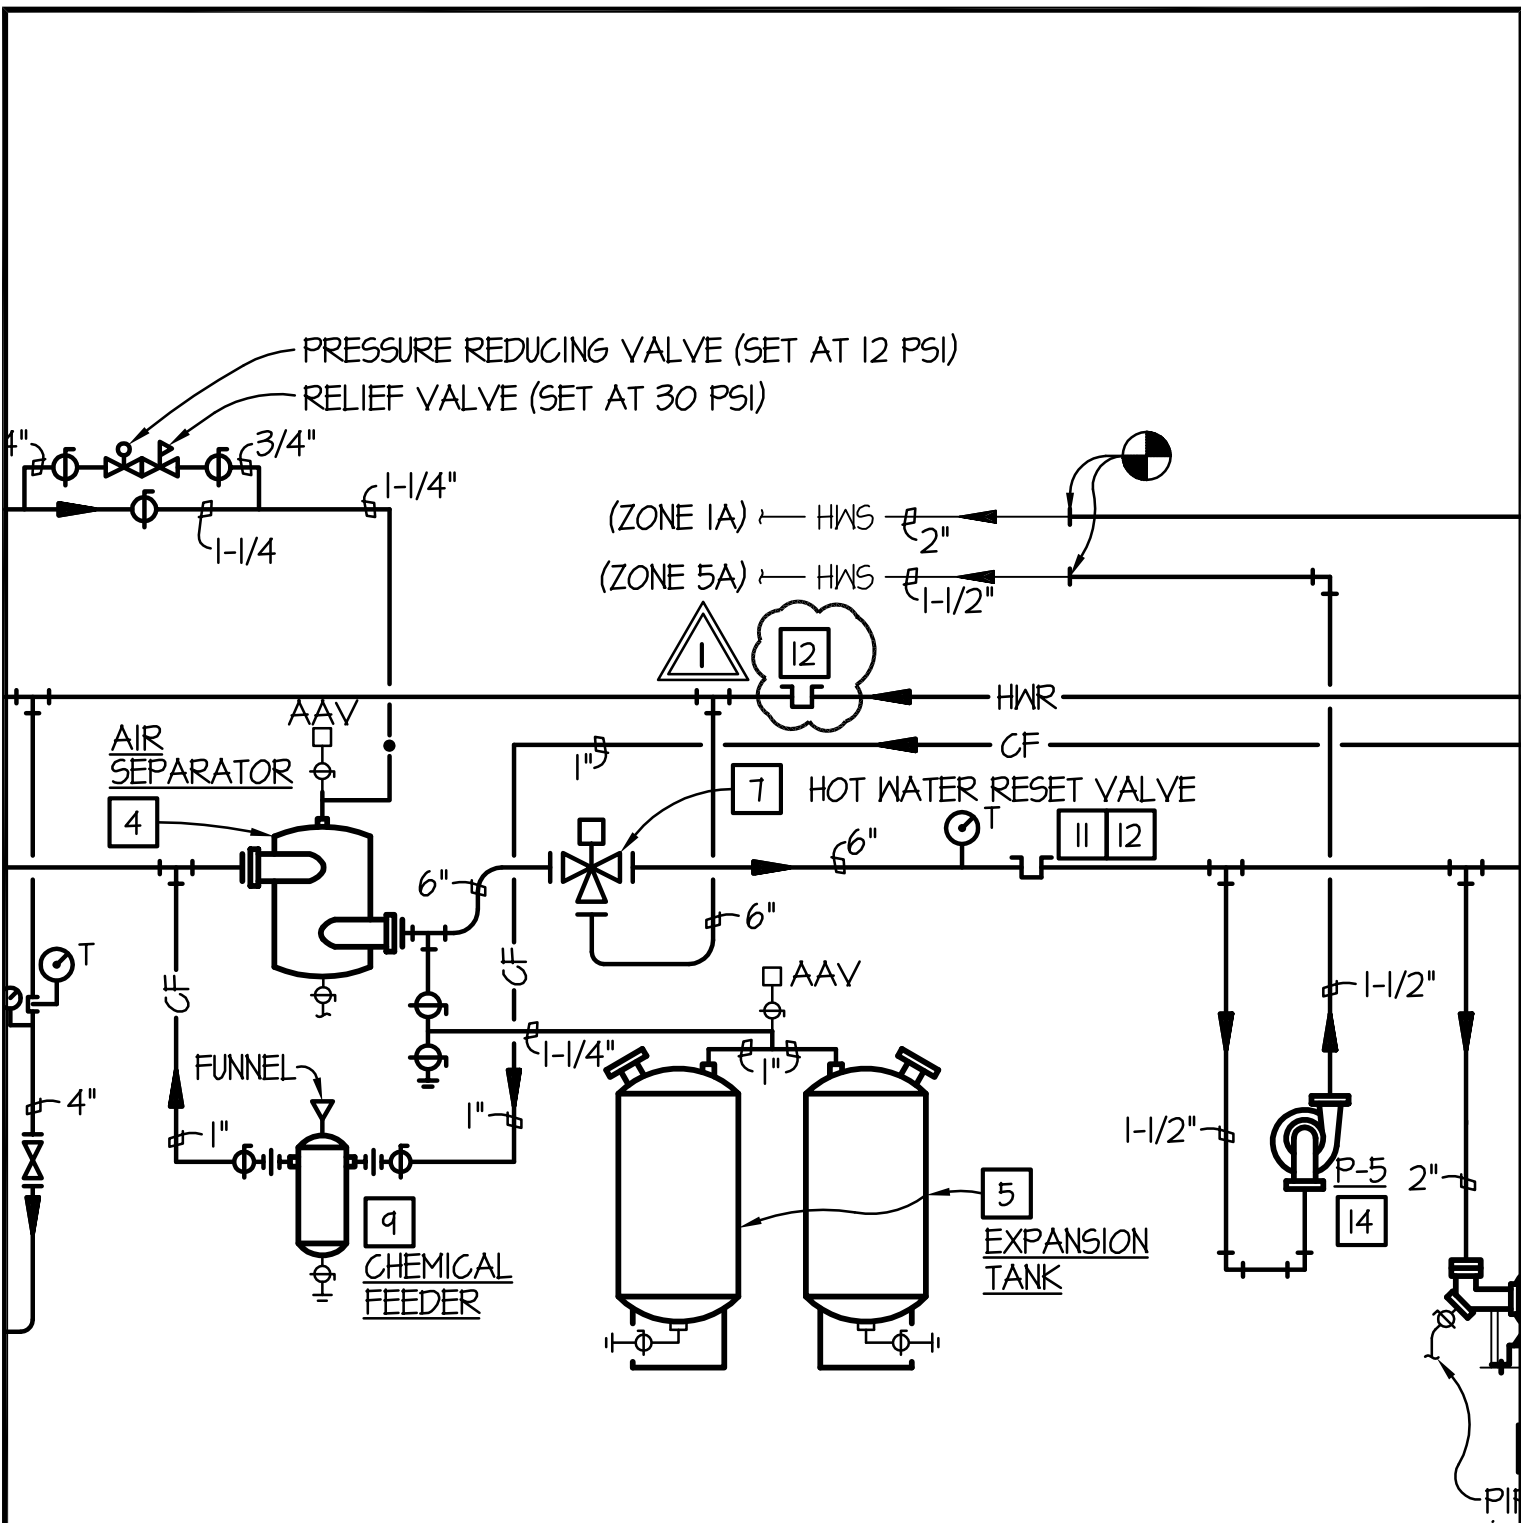 PRESSURE REDUCING VALVE (SET AT 12 PSI)
RELIEF VALVE (SET AT 30 PSI)
4"
3/4"
1-1/4"
1-1/4
(ZONE 1A) HWS
2"
(ZONE 5A) HWS
1-1/2"
1
12
HWR
AAV
AIR
SEPARATOR
4
CF
1"
7
HOT WATER RESET VALVE
T
11 12
6"
6"
6"
T
CF
CF
AAV
1-1/4"
1"
FUNNEL
4"
1"
1"
1-1/2"
1-1/2"
P-5
14
2"
9
CHEMICAL
FEEDER
5
EXPANSION
TANK